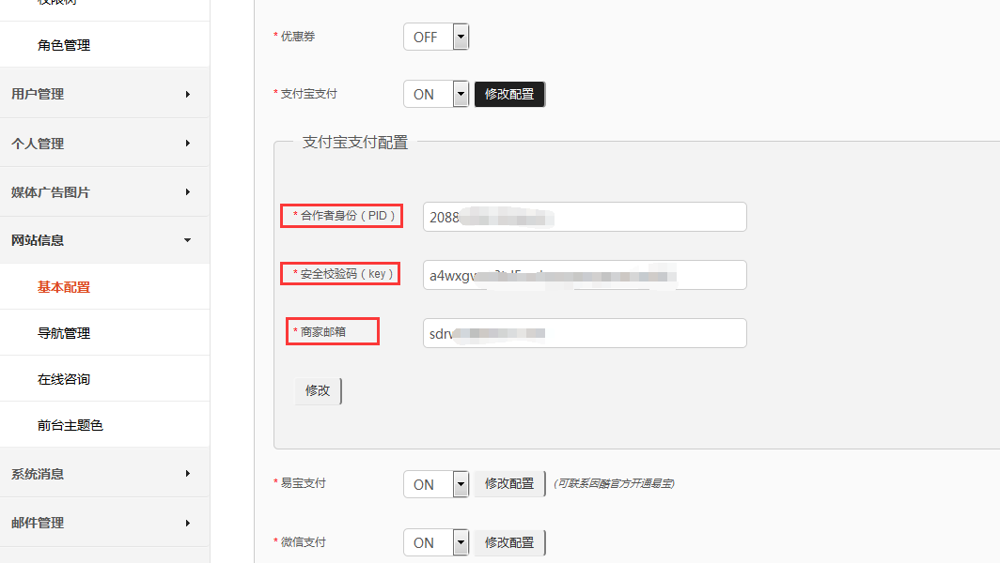 权限树
角色管理
用户管理
个人管理
媒体广告图片
网站信息
基本配置
导航管理
在线咨询
前台主题色
系统消息
邮件管理
* 优惠券 OFF
* 支付宝支付 ON 修改配置
支付宝支付配置
* 合作者身份（PID） 2088
* 安全校验码（key） a4wxgv
* 商家邮箱 sdrw
修改
* 易宝支付 ON 修改配置 (可联系因酷官方开通易宝)
* 微信支付 ON 修改配置